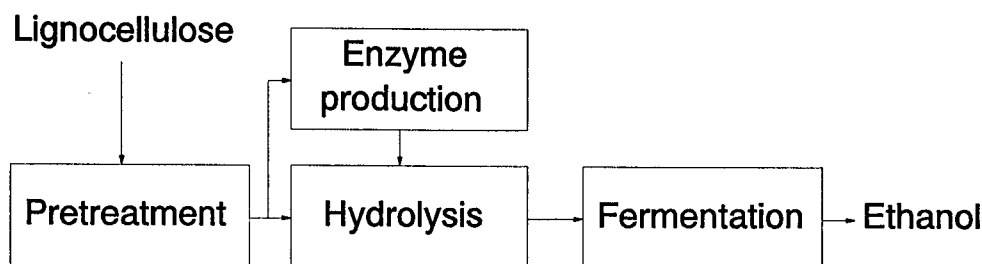 Lignocellulose
Enzyme
production
Pretreatment
Hydrolysis
Fermentation
Ethanol